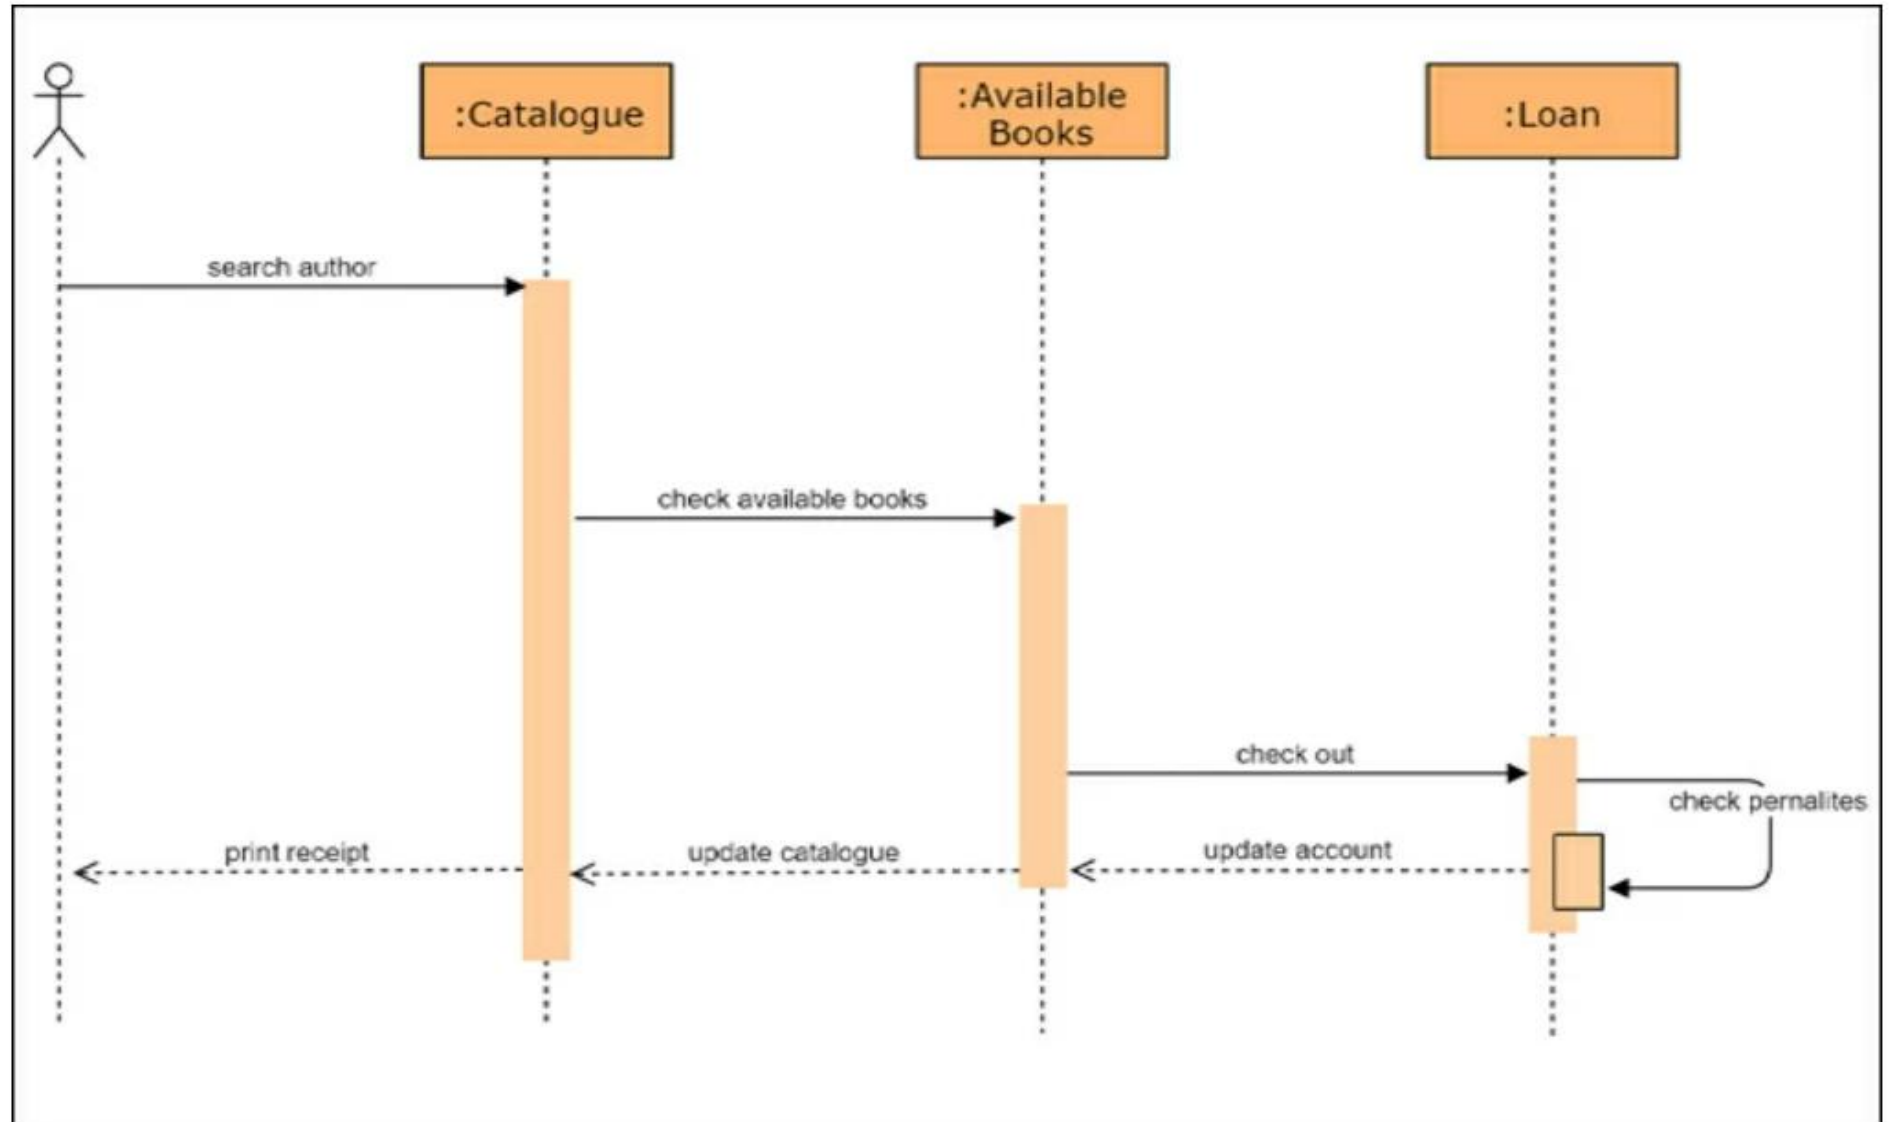 :Catalogue
:Available
Books
:Loan
search author
check available books
check out
check pernalites
print receipt
update catalogue
update account